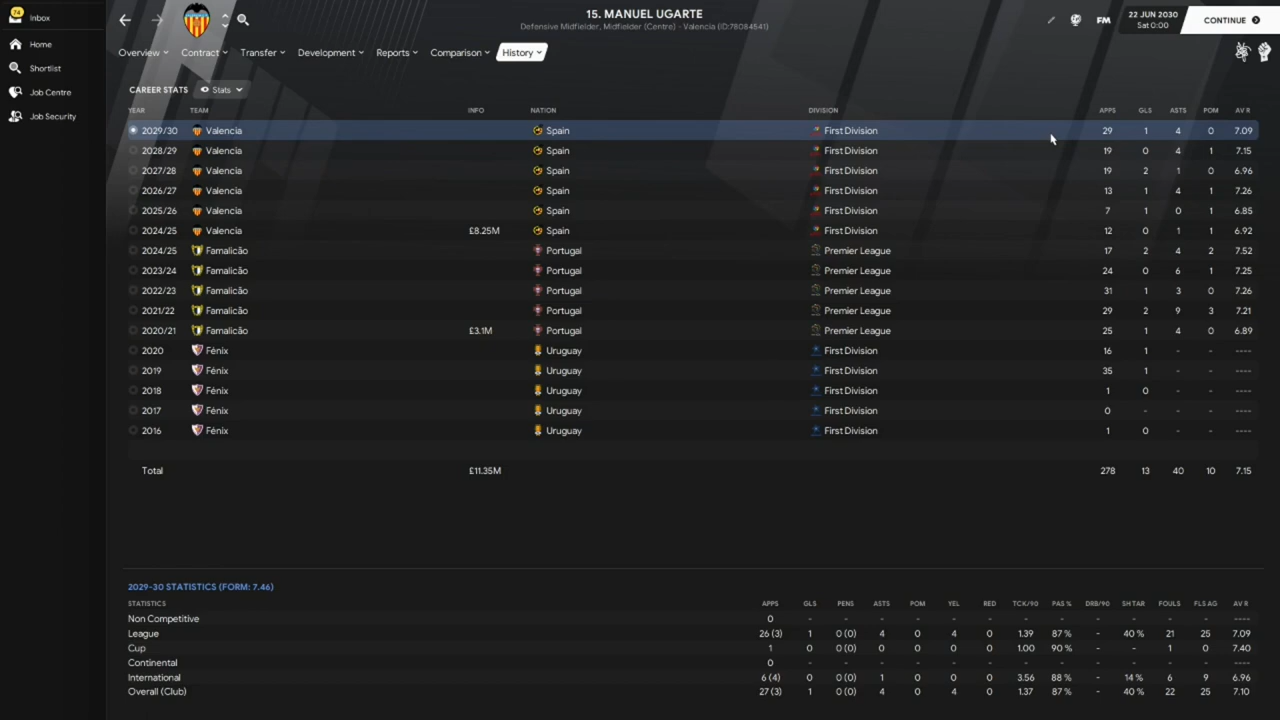 74
Inbox
Home
Shortlist
Job Centre
Job Security
15. MANUEL UGARTE
Defensive Midfielder, Midfielder (Centre) - Valencia (ID:78084541)
FM
22 JUN 2030
Sat 0:00
CONTINUE
Overview Contract Transfer Development Reports Comparison History
CAREER STATS Stats
YEAR TEAM INFO NATION DIVISION APPS GLS ASTS POM AV R
2029/30 Valencia Spain First Division 29 1 4 0 7.09
2028/29 Valencia Spain First Division 19 0 4 1 7.15
2027/28 Valencia Spain First Division 19 2 1 0 6.96
2026/27 Valencia Spain First Division 13 1 4 1 7.26
2025/26 Valencia Spain First Division 7 1 0 1 6.85
2024/25 Valencia £8.25M Spain First Division 12 0 1 1 6.92
2024/25 Famalicão Portugal Premier League 17 2 4 2 7.52
2023/24 Famalicão Portugal Premier League 24 0 6 1 7.25
2022/23 Famalicão Portugal Premier League 31 1 3 0 7.26
2021/22 Famalicão Portugal Premier League 29 2 9 3 7.21
2020/21 Famalicão £3.1M Portugal Premier League 25 1 4 0 6.89
2020 Fénix Uruguay First Division 16 1 - - ----
2019 Fénix Uruguay First Division 35 1 - - ----
2018 Fénix Uruguay First Division 1 0 - - ----
2017 Fénix Uruguay First Division 0 - - - ----
2016 Fénix Uruguay First Division 1 0 - - ----
Total £11.35M 278 13 40 10 7.15
2029-30 STATISTICS (FORM: 7.46)
STATISTICS APPS GLS PENS ASTS POM YEL RED TCK/90 PAS % DRB/90 SH TAR FOULS FLS AG AV R
Non Competitive 0 - - - - - - - - - - - - ----
League 26 (3) 1 0 (0) 4 0 4 0 1.39 87 % - 40 % 21 25 7.09
Cup 1 0 0 (0) 0 0 0 0 1.00 90 % - - 1 0 7.40
Continental 0 - - - - - - - - - - - - ----
International 6 (4) 0 0 (0) 1 0 0 0 3.56 88 % - 14 % 6 9 6.96
Overall (Club) 27 (3) 1 0 (0) 4 0 4 0 1.37 87 % - 40 % 22 25 7.10